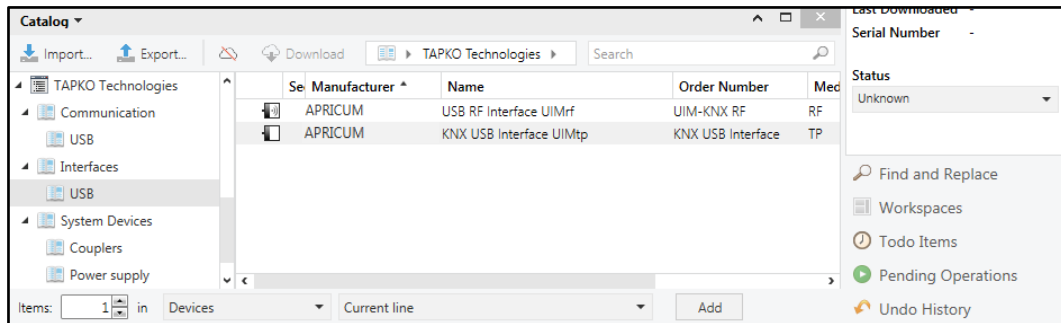 Catalog
Import... Export... Download TAPKO Technologies Search
TAPKO Technologies
Communication
USB
Interfaces
USB
System Devices
Couplers
Power supply
Se Manufacturer Name Order Number Med
APRICUM USB RF Interface UIMrf UIM-KNX RF RF
APRICUM KNX USB Interface UIMtp KNX USB Interface TP
Items: 1 in Devices Current line Add
Last Downloaded -
Serial Number -
Status
Unknown
Find and Replace
Workspaces
Todo Items
Pending Operations
Undo History